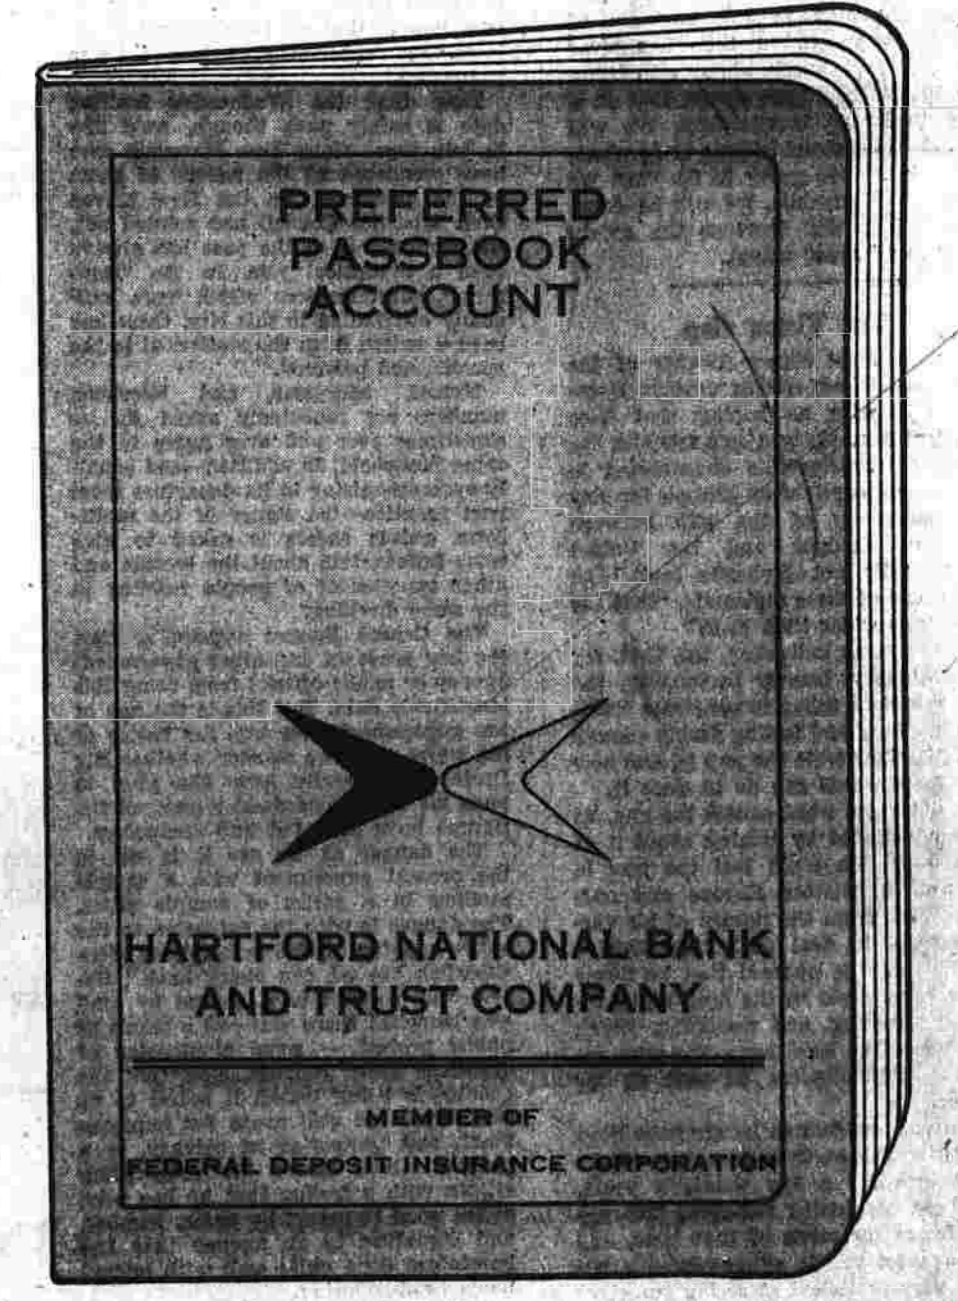 PREFERRED
PASSBOOK
ACCOUNT
HARTFORD NATIONAL BANK
AND TRUST COMPANY
MEMBER OF
FEDERAL DEPOSIT INSURANCE CORPORATION